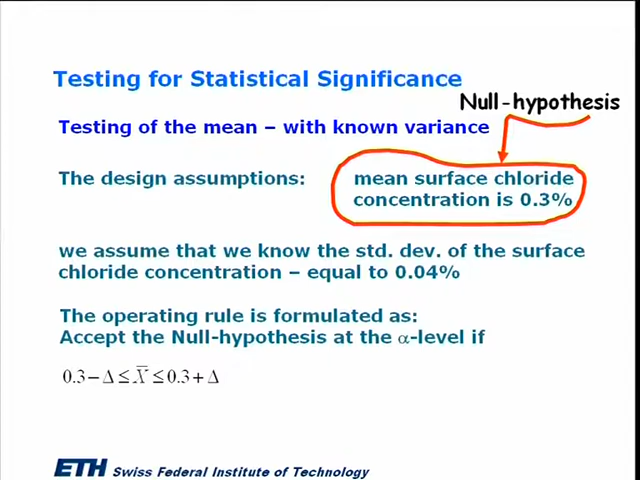 Testing for Statistical Significance
Null-hypothesis
Testing of the mean – with known variance
The design assumptions: mean surface chloride
concentration is 0.3%
we assume that we know the std. dev. of the surface
chloride concentration – equal to 0.04%
The operating rule is formulated as:
Accept the Null-hypothesis at the α-level if
0.3 − Δ ≤ X̄ ≤ 0.3 + Δ
ETH Swiss Federal Institute of Technology